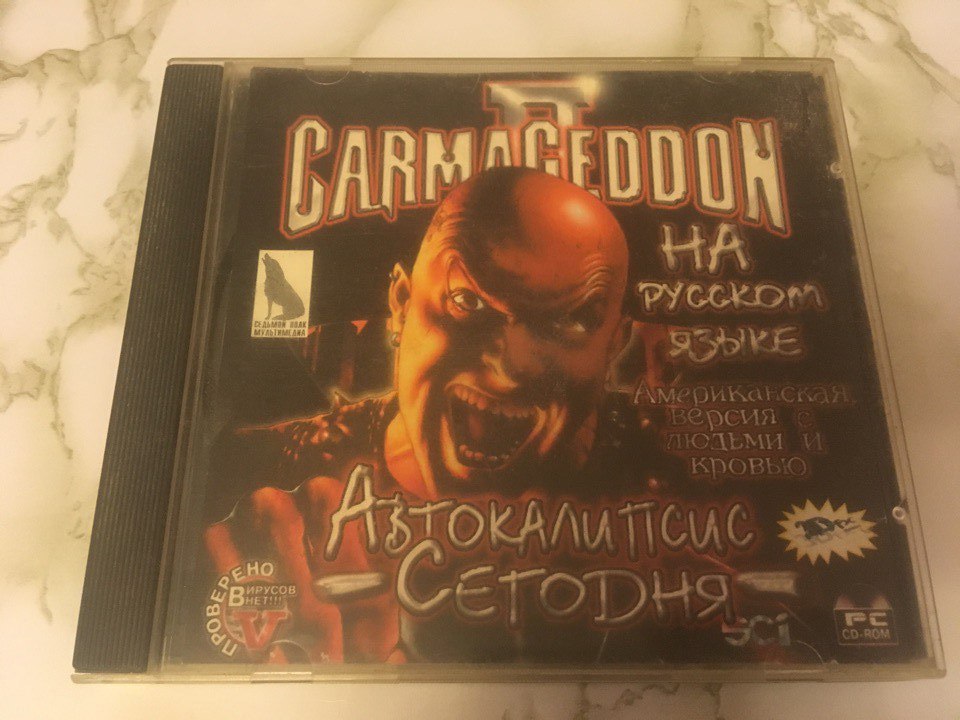 II
CARMAGEDDON
НА
РУССКОМ
ЯЗЫКЕ
СЕДЬМОЙ ВОЛК
МУЛЬТИМЕДИА
Американская
версия с
людьми и
кровью
Автокалипсис
Сегодня
ПРОВЕРЕНО
ВИРУСОВ
НЕТ!!!
V
SCi
PC
CD-ROM